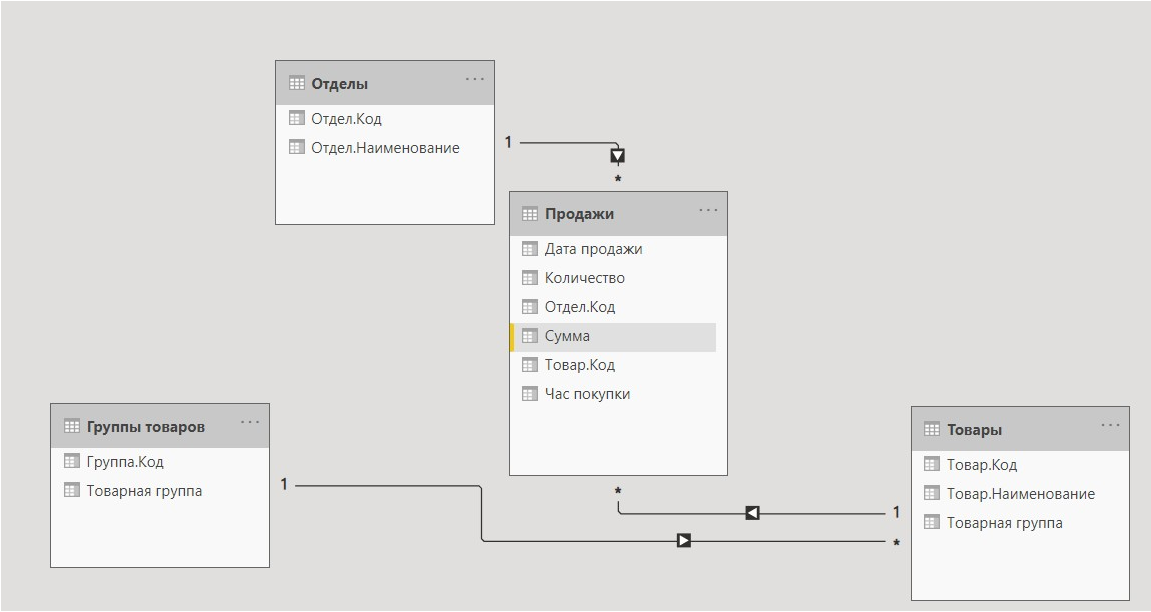 Отделы
Отдел.Код
Отдел.Наименование
1
*
Продажи
Дата продажи
Количество
Отдел.Код
Сумма
Товар.Код
Час покупки
Группы товаров
Группа.Код
Товарная группа
1
*
1
*
Товары
Товар.Код
Товар.Наименование
Товарная группа